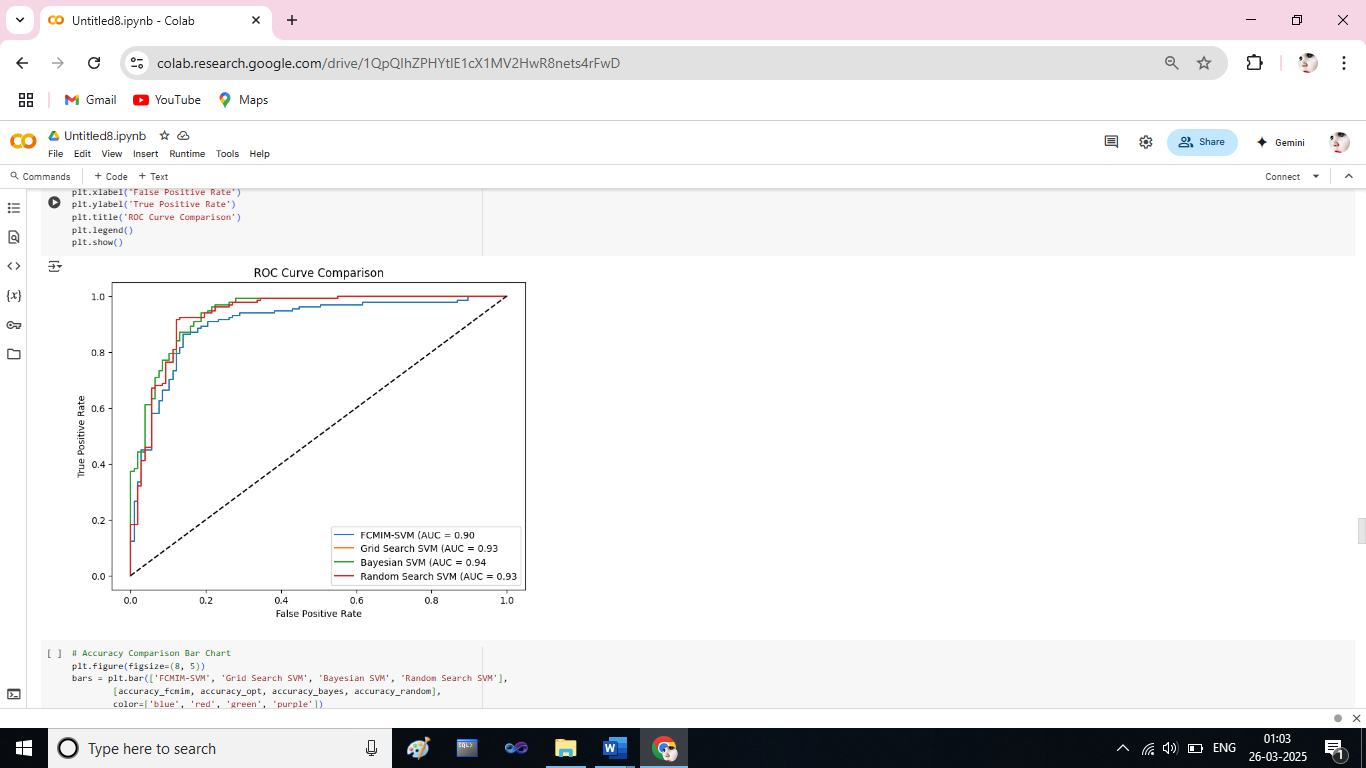 Untitled8.ipynb - Colab
colab.research.google.com/drive/1QpQIhZPHYtIE1cX1MV2HwR8nets4rFwD
Gmail
YouTube
Maps
Untitled8.ipynb
Share
Gemini
File Edit View Insert Runtime Tools Help
Commands + Code + Text
Connect
plt.xlabel('False Positive Rate')
plt.ylabel('True Positive Rate')
plt.title('ROC Curve Comparison')
plt.legend()
plt.show()
ROC Curve Comparison
1.0
0.8
0.6
0.4
0.2
0.0
True Positive Rate
FCMIM-SVM (AUC = 0.90
Grid Search SVM (AUC = 0.93
Bayesian SVM (AUC = 0.94
Random Search SVM (AUC = 0.93
0.0 0.2 0.4 0.6 0.8 1.0
False Positive Rate
[ ] # Accuracy Comparison Bar Chart
plt.figure(figsize=(8, 5))
bars = plt.bar(['FCMIM-SVM', 'Grid Search SVM', 'Bayesian SVM', 'Random Search SVM'],
[accuracy_fcmim, accuracy_opt, accuracy_bayes, accuracy_random],
color=['blue', 'red', 'green', 'purple'])
Type here to search
ENG
01:03
26-03-2025
1